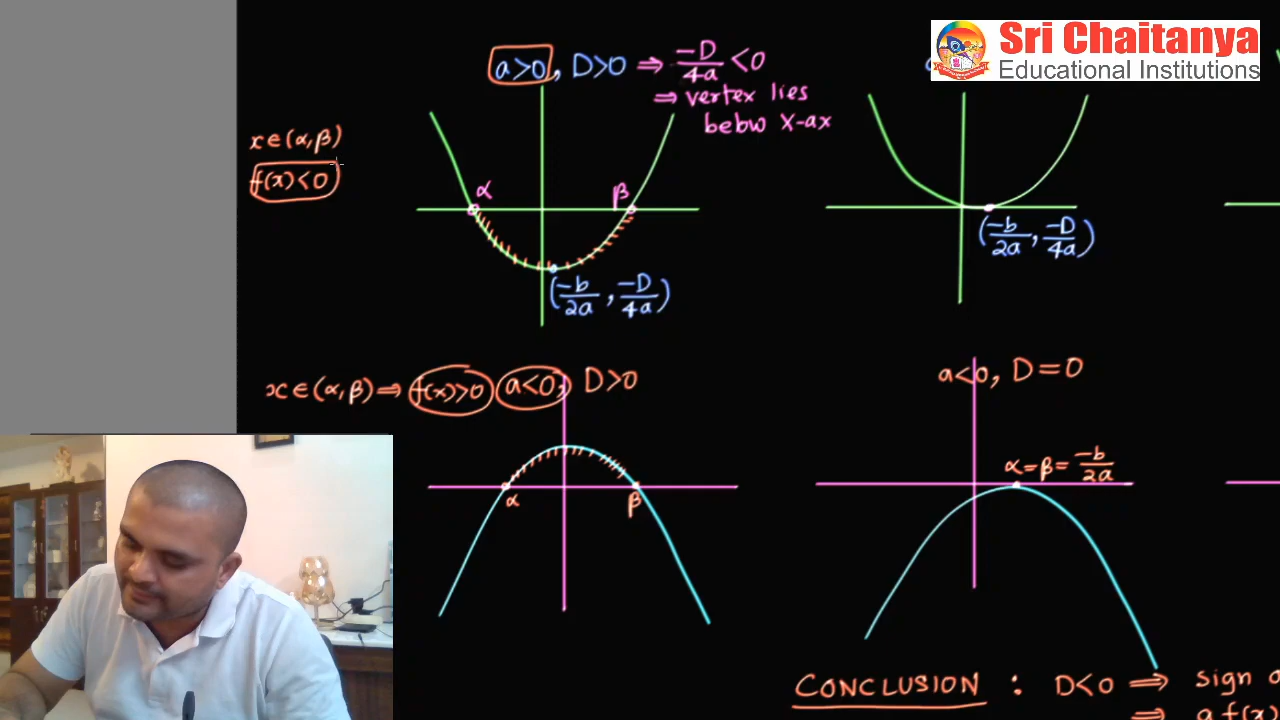 Sri Chaitanya
Educational Institutions
a>0, D>0 ⇒ -D/4a < 0
⇒ vertex lies
below X-ax
x∈(α,β)
f(x)<0
α
β
(-b/2a, -D/4a)
(-b/2a, -D/4a)
x∈(α,β) ⇒ f(x)>0 a<0, D>0
α
β
a<0, D=0
α=β= -b/2a
CONCLUSION : D<0 ⇒ sign
⇒ a f(x)